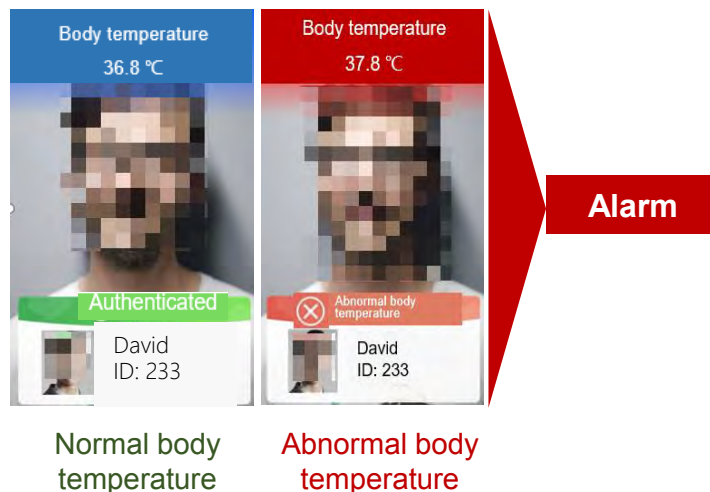 Body temperature
36.8 ℃
Authenticated
David
ID: 233
Normal body
temperature
Body temperature
37.8 ℃
Abnormal body
temperature
David
ID: 233
Abnormal body
temperature
Alarm